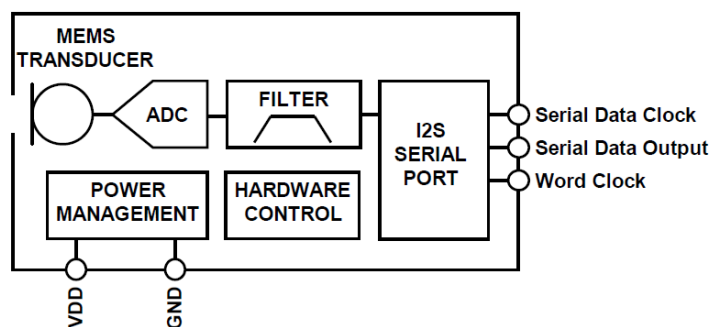 MEMS
TRANSDUCER
ADC
FILTER
I2S
SERIAL
PORT
Serial Data Clock
Serial Data Output
Word Clock
POWER
MANAGEMENT
HARDWARE
CONTROL
VDD
GND